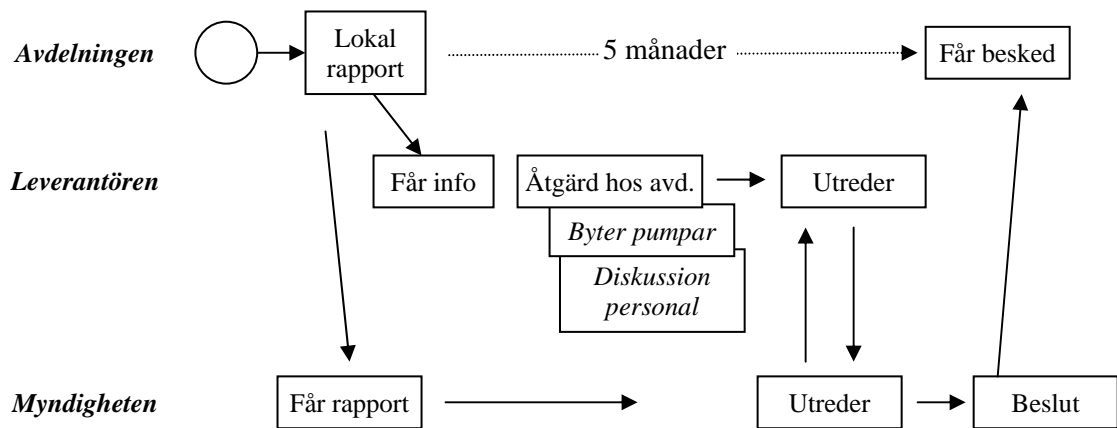 Avdelningen
Lokal
rapport
5 månader
Får besked
Leverantören
Får info
Åtgärd hos avd.
Utreder
Byter pumpar
Diskussion
personal
Myndigheten
Får rapport
Utreder
Beslut